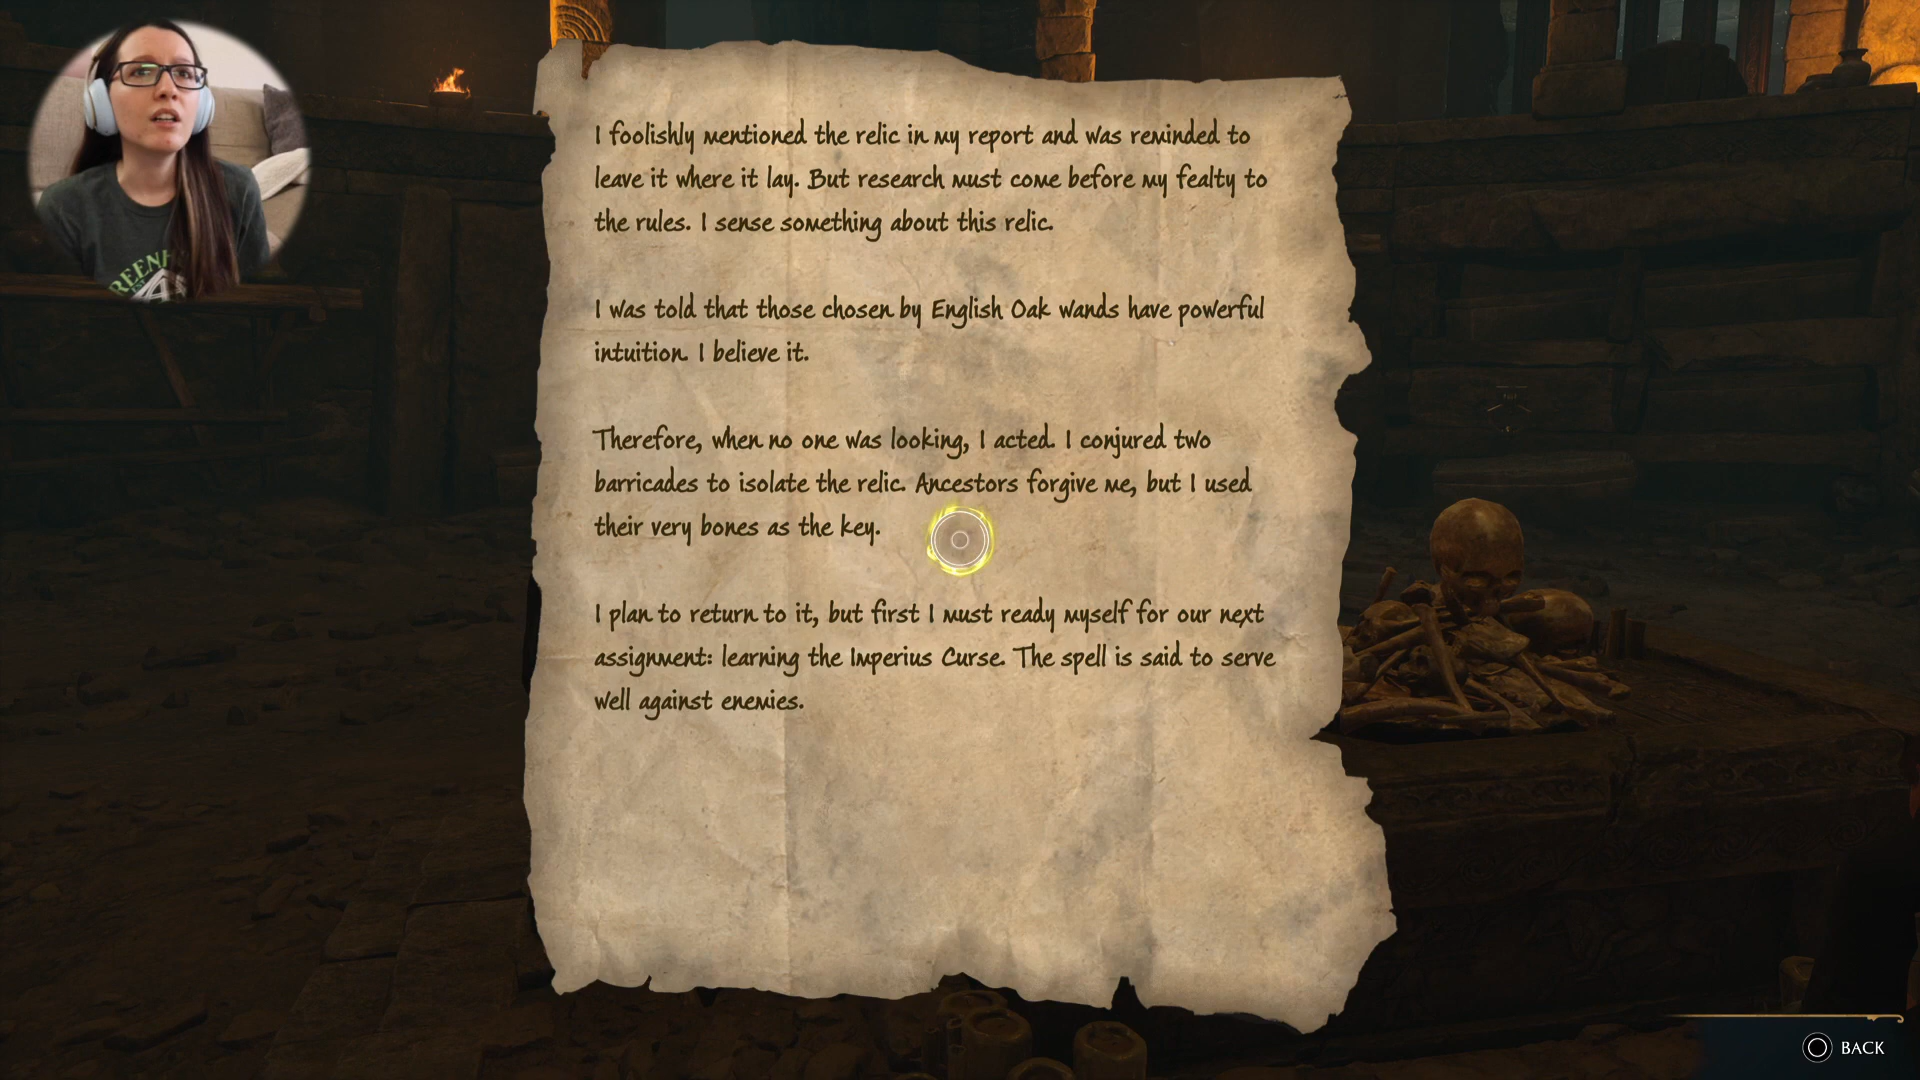 I foolishly mentioned the relic in my report and was reminded to
leave it where it lay. But research must come before my fealty to
the rules. I sense something about this relic.
I was told that those chosen by English Oak wands have powerful
intuition. I believe it.
Therefore, when no one was looking, I acted. I conjured two
barricades to isolate the relic. Ancestors forgive me, but I used
their very bones as the key.
I plan to return to it, but first I must ready myself for our next
assignment: learning the Imperius Curse. The spell is said to serve
well against enemies.
BACK